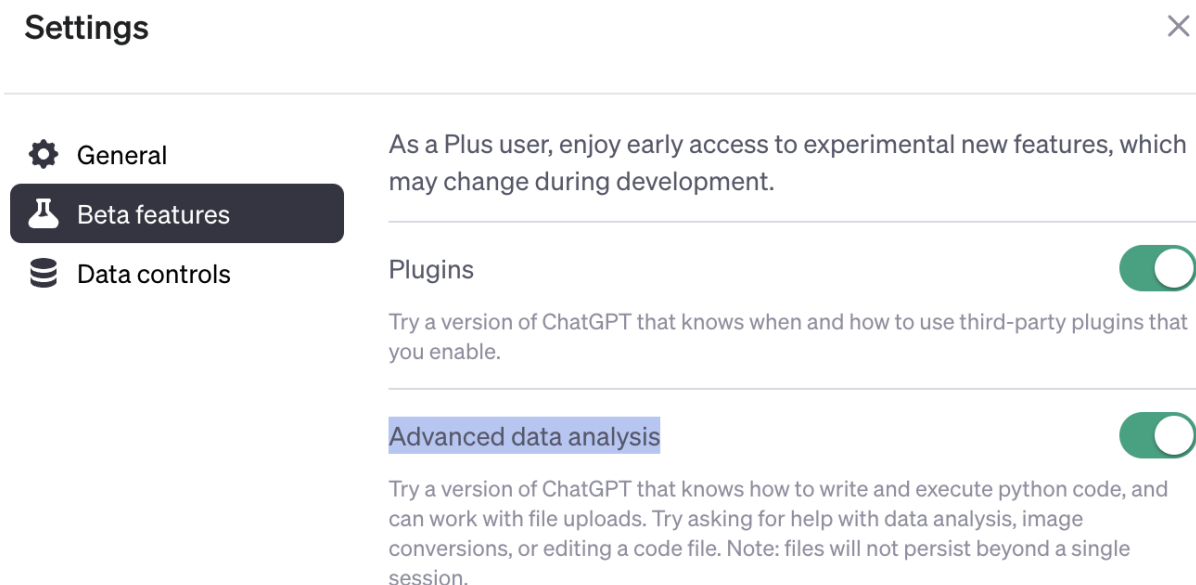 Settings
General
Beta features
Data controls
As a Plus user, enjoy early access to experimental new features, which
may change during development.
Plugins
Try a version of ChatGPT that knows when and how to use third-party plugins that
you enable.
Advanced data analysis
Try a version of ChatGPT that knows how to write and execute python code, and
can work with file uploads. Try asking for help with data analysis, image
conversions, or editing a code file. Note: files will not persist beyond a single
session.